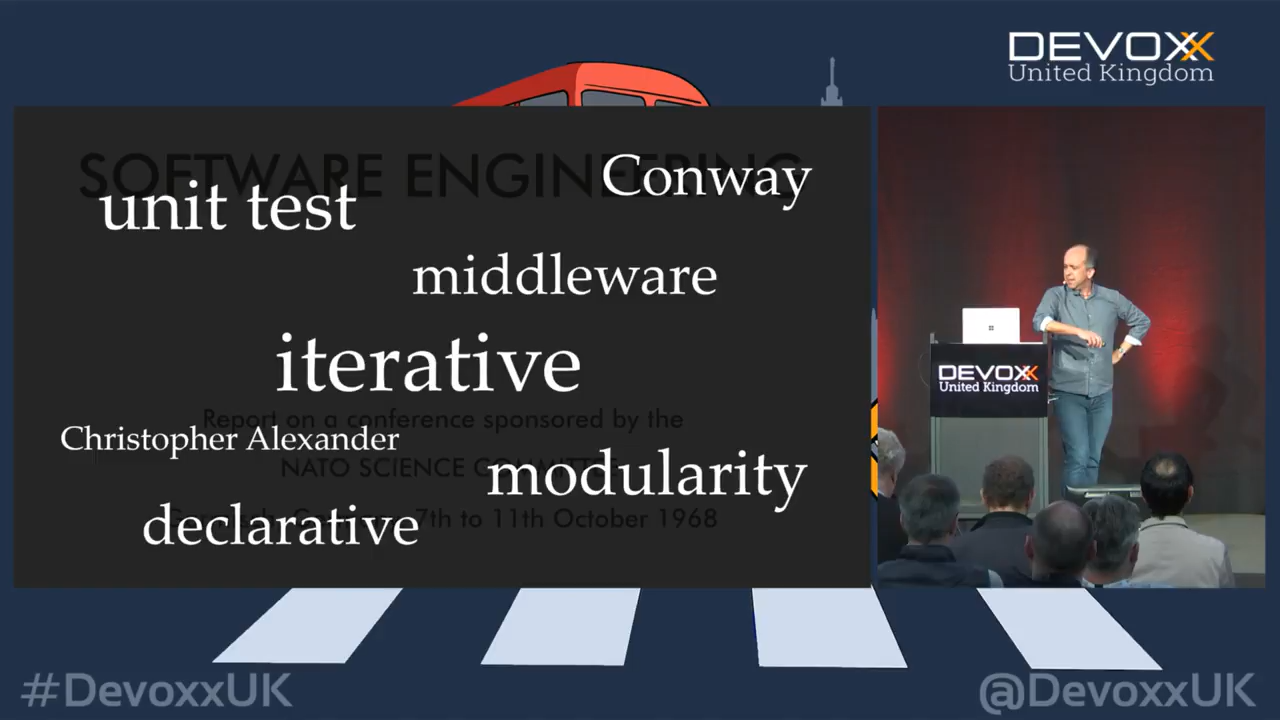 DEVOXX
United Kingdom
SOFTWARE ENGINEERING
Conway
unit test
middleware
iterative
Report on a conference sponsored by the
Christopher Alexander
NATO SCIENCE COMMITTEE
modularity
7th to 11th October 1968
declarative
DEVOXX
United Kingdom
#DevoxxUK
@DevoxxUK